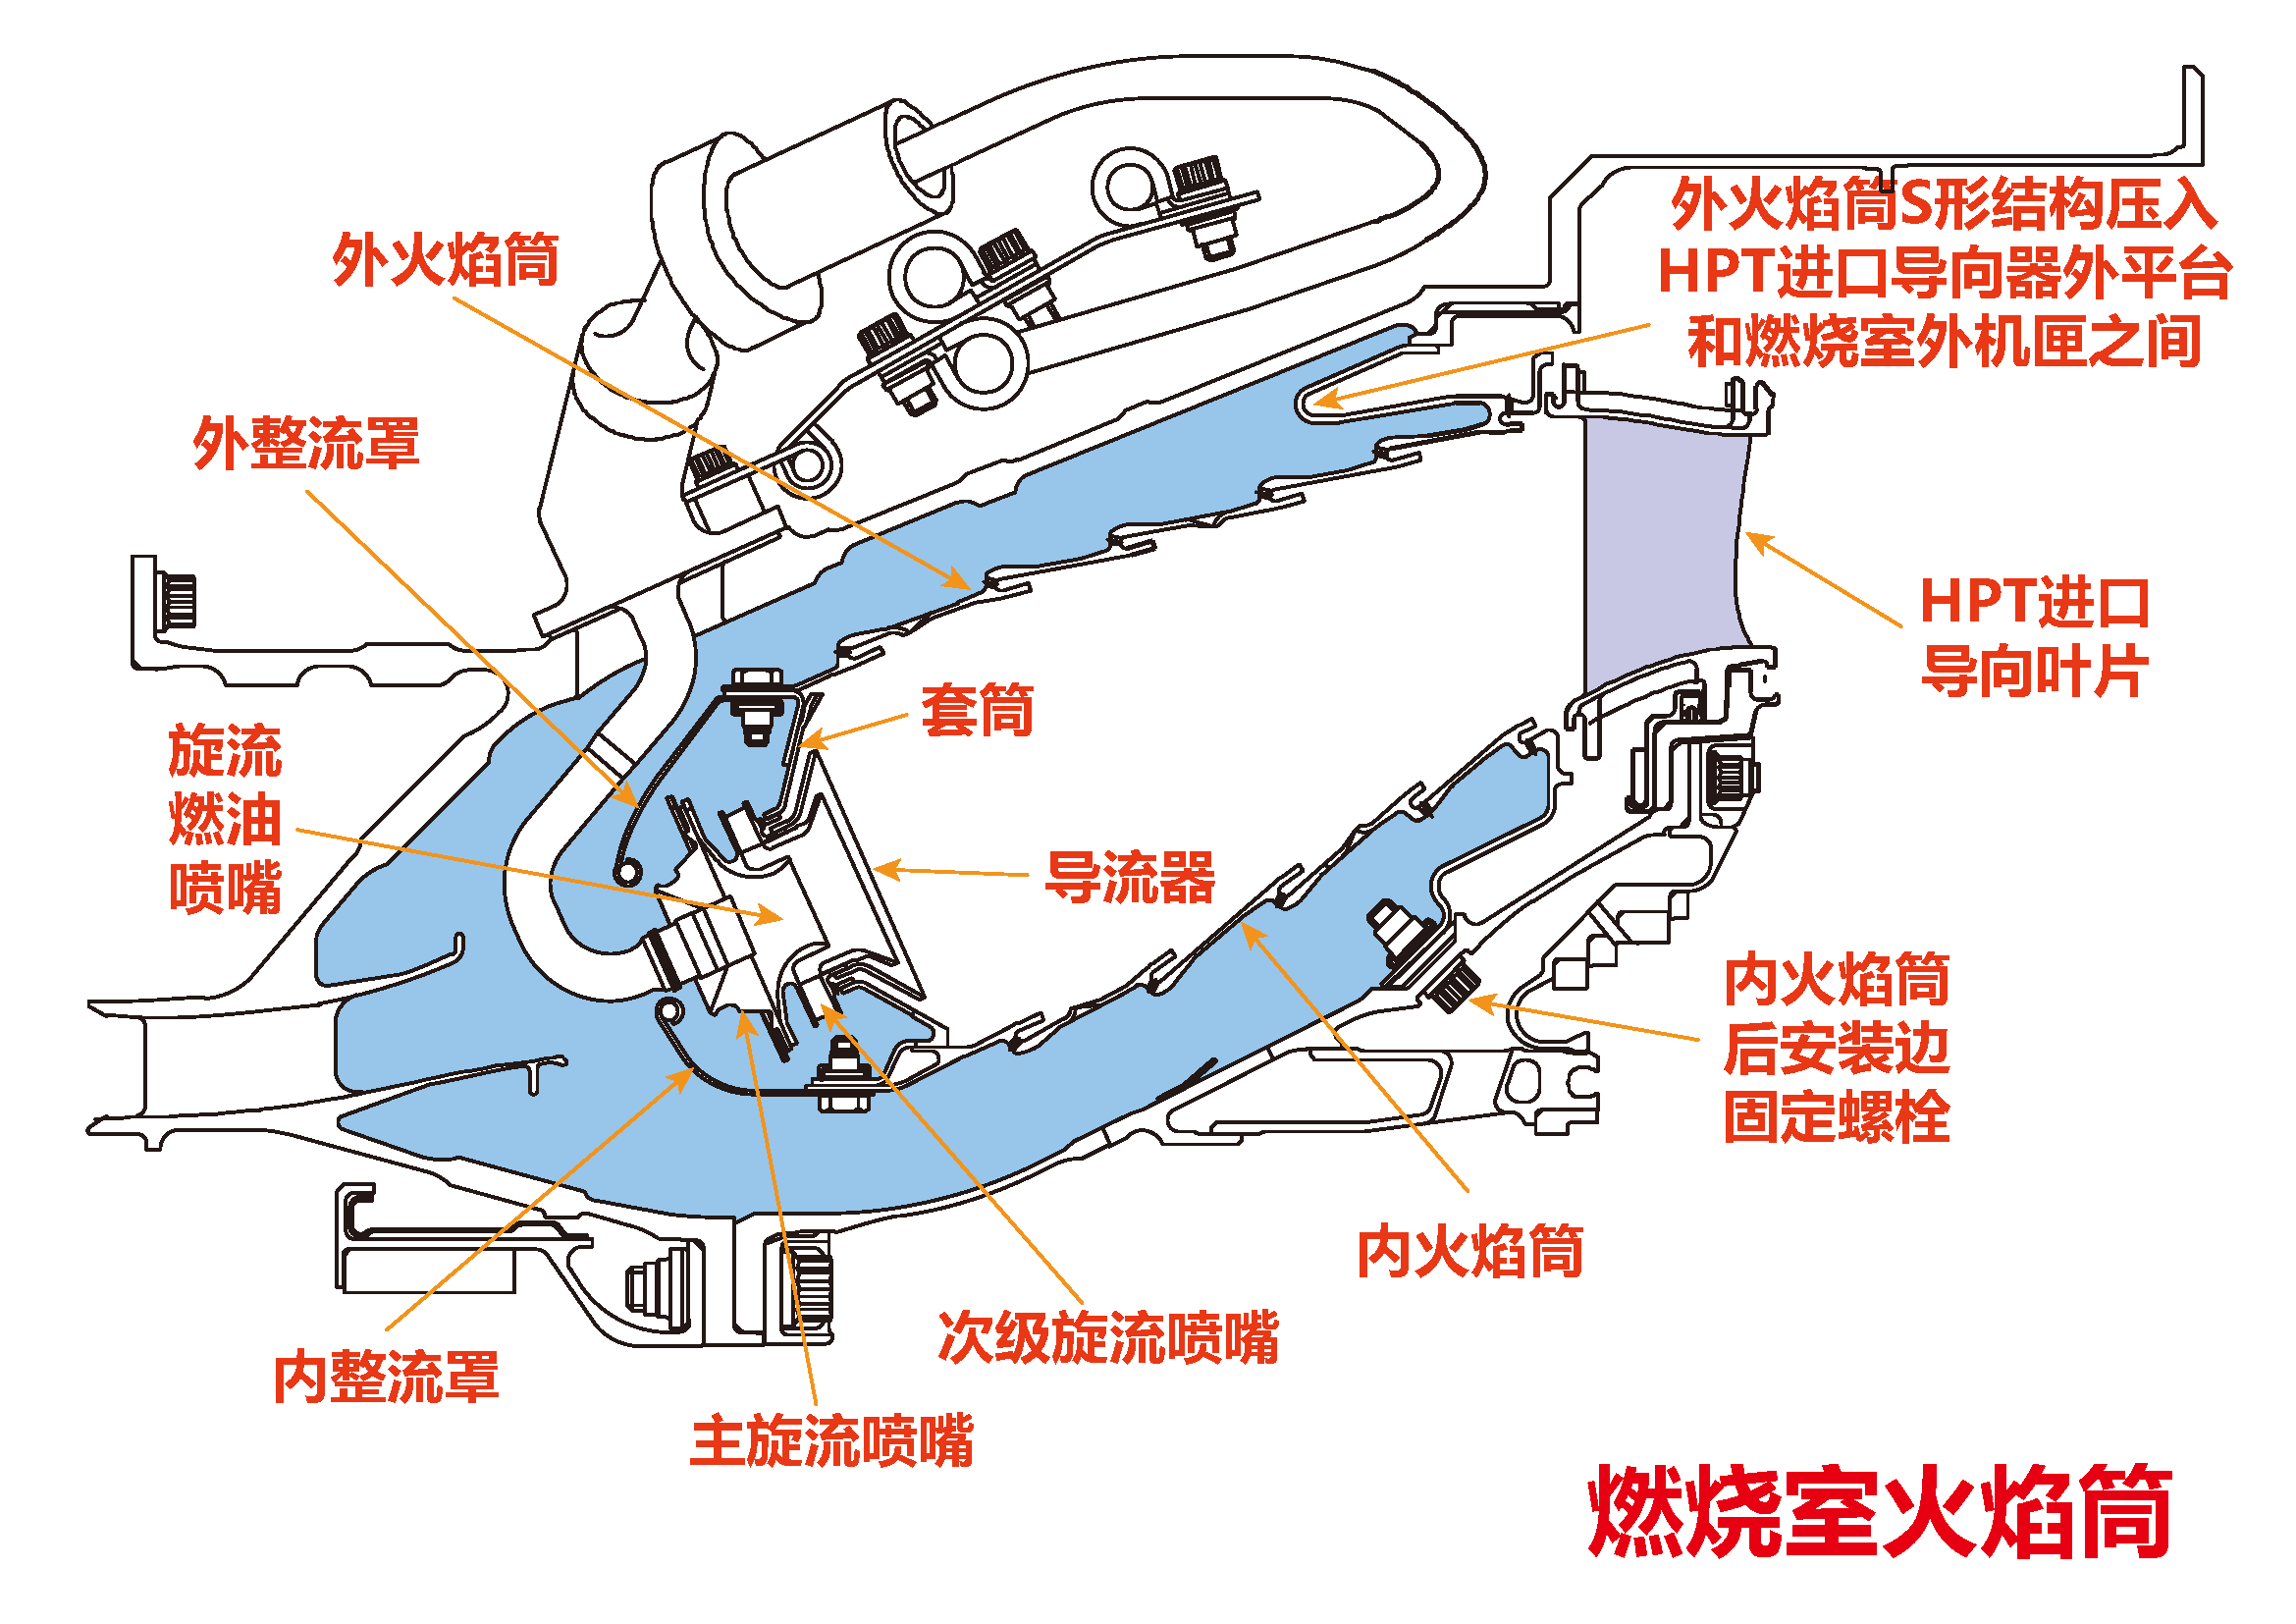 外火焰筒S形结构压入
HPT进口导向器外平台
和燃烧室外机匣之间
外火焰筒
外整流罩
HPT进口
导向叶片
套筒
旋流
燃油
喷嘴
导流器
内火焰筒
后安装边
固定螺栓
内火焰筒
次级旋流喷嘴
内整流罩
主旋流喷嘴
燃烧室火焰筒